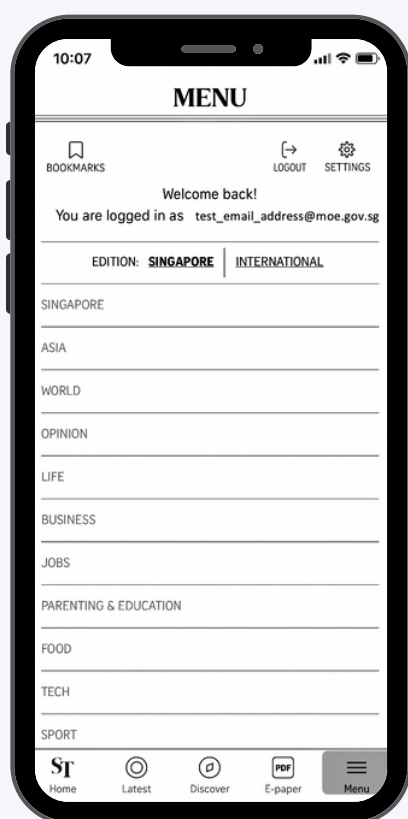 10:07
MENU
BOOKMARKS LOGOUT SETTINGS
Welcome back!
You are logged in as test_email_address@moe.gov.sg
EDITION: SINGAPORE INTERNATIONAL
SINGAPORE
ASIA
WORLD
OPINION
LIFE
BUSINESS
JOBS
PARENTING & EDUCATION
FOOD
TECH
SPORT
ST PDF
Home Latest Discover E-paper Menu